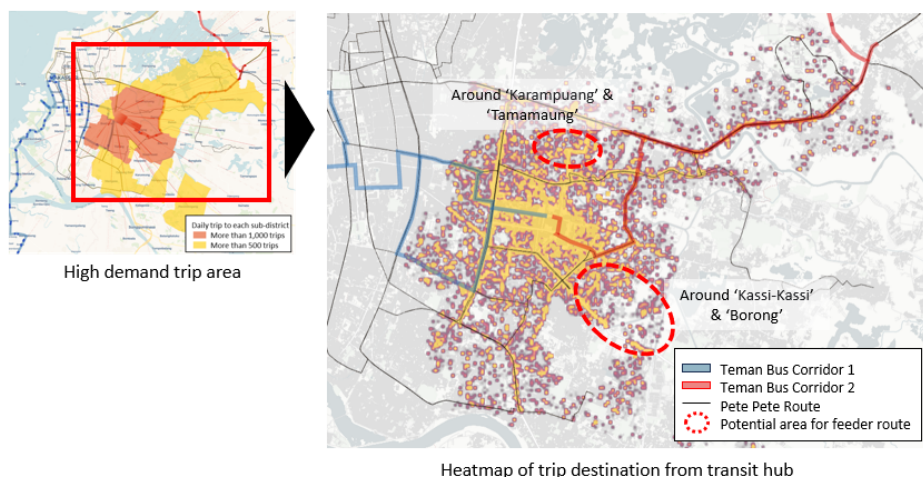 Daily trip to each sub-district
More than 1,000 trips
More than 500 trips
High demand trip area
Around ‘Karampuang’ &
‘Tamamaung’
Around ‘Kassi-Kassi’
& ‘Borong’
Teman Bus Corridor 1
Teman Bus Corridor 2
Pete Pete Route
Potential area for feeder route
Heatmap of trip destination from transit hub